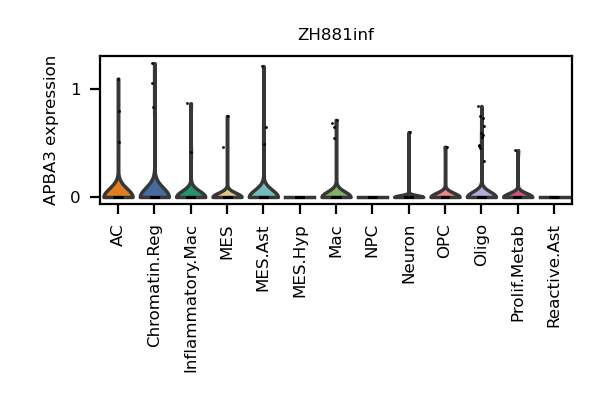 ZH881inf
APBA3 expression
1
0
AC
Chromatin.Reg
Inflammatory.Mac
MES
MES.Ast
MES.Hyp
Mac
NPC
Neuron
OPC
Oligo
Prolif.Metab
Reactive.Ast